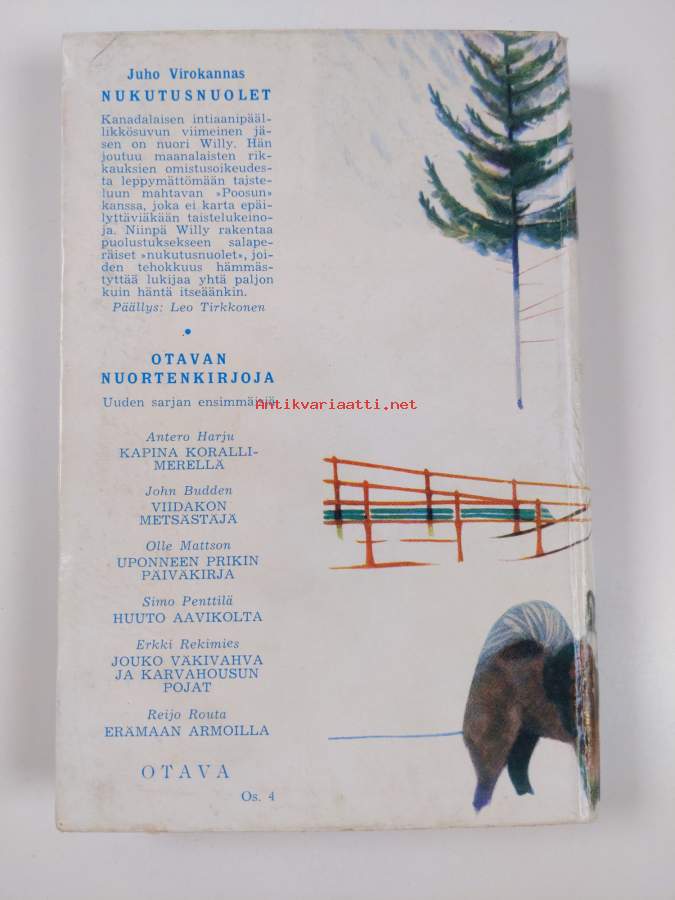 Juho Virokannas
NUKUTUSNUOLET
Kanadalaisen intiaanipääl-
likkösuvun viimeinen jä-
sen on nuori Willy. Hän
joutuu maanalaisten rik-
kauksien omistusoikeudes-
ta leppymättömään taiste-
luun mahtavan »Poosun«
kanssa, joka ei karta epäi-
lyttäviäkään taistelukeino-
ja. Niinpä Willy rakentaa
puolustuksekseen salape-
räiset »nukutusnuolet», joi-
den tehokkuus hämmäs-
tyttää lukijaa yhtä paljon
kuin häntä itseäänkin.
Päällys: Leo Tirkkonen
•
OTAVAN
NUORTENKIRJOJA
Uuden sarjan ensimmäisiä
Antikvariaatti.net
Antero Harju
KAPINA KORALLI-
MERELLÄ
John Budden
VIIDAKON
METSÄSTÄJÄ
Olle Mattson
UPONNEEN PRIKIN
PÄIVÄKIRJA
Simo Penttilä
HUUTO AAVIKOLTA
Erkki Rekimies
JOUKO VÄKIVAHVA
JA KARVAHOUSUN
POJAT
Reijo Routa
ERÄMAAN ARMOILLA
OTAVA
Os. 4